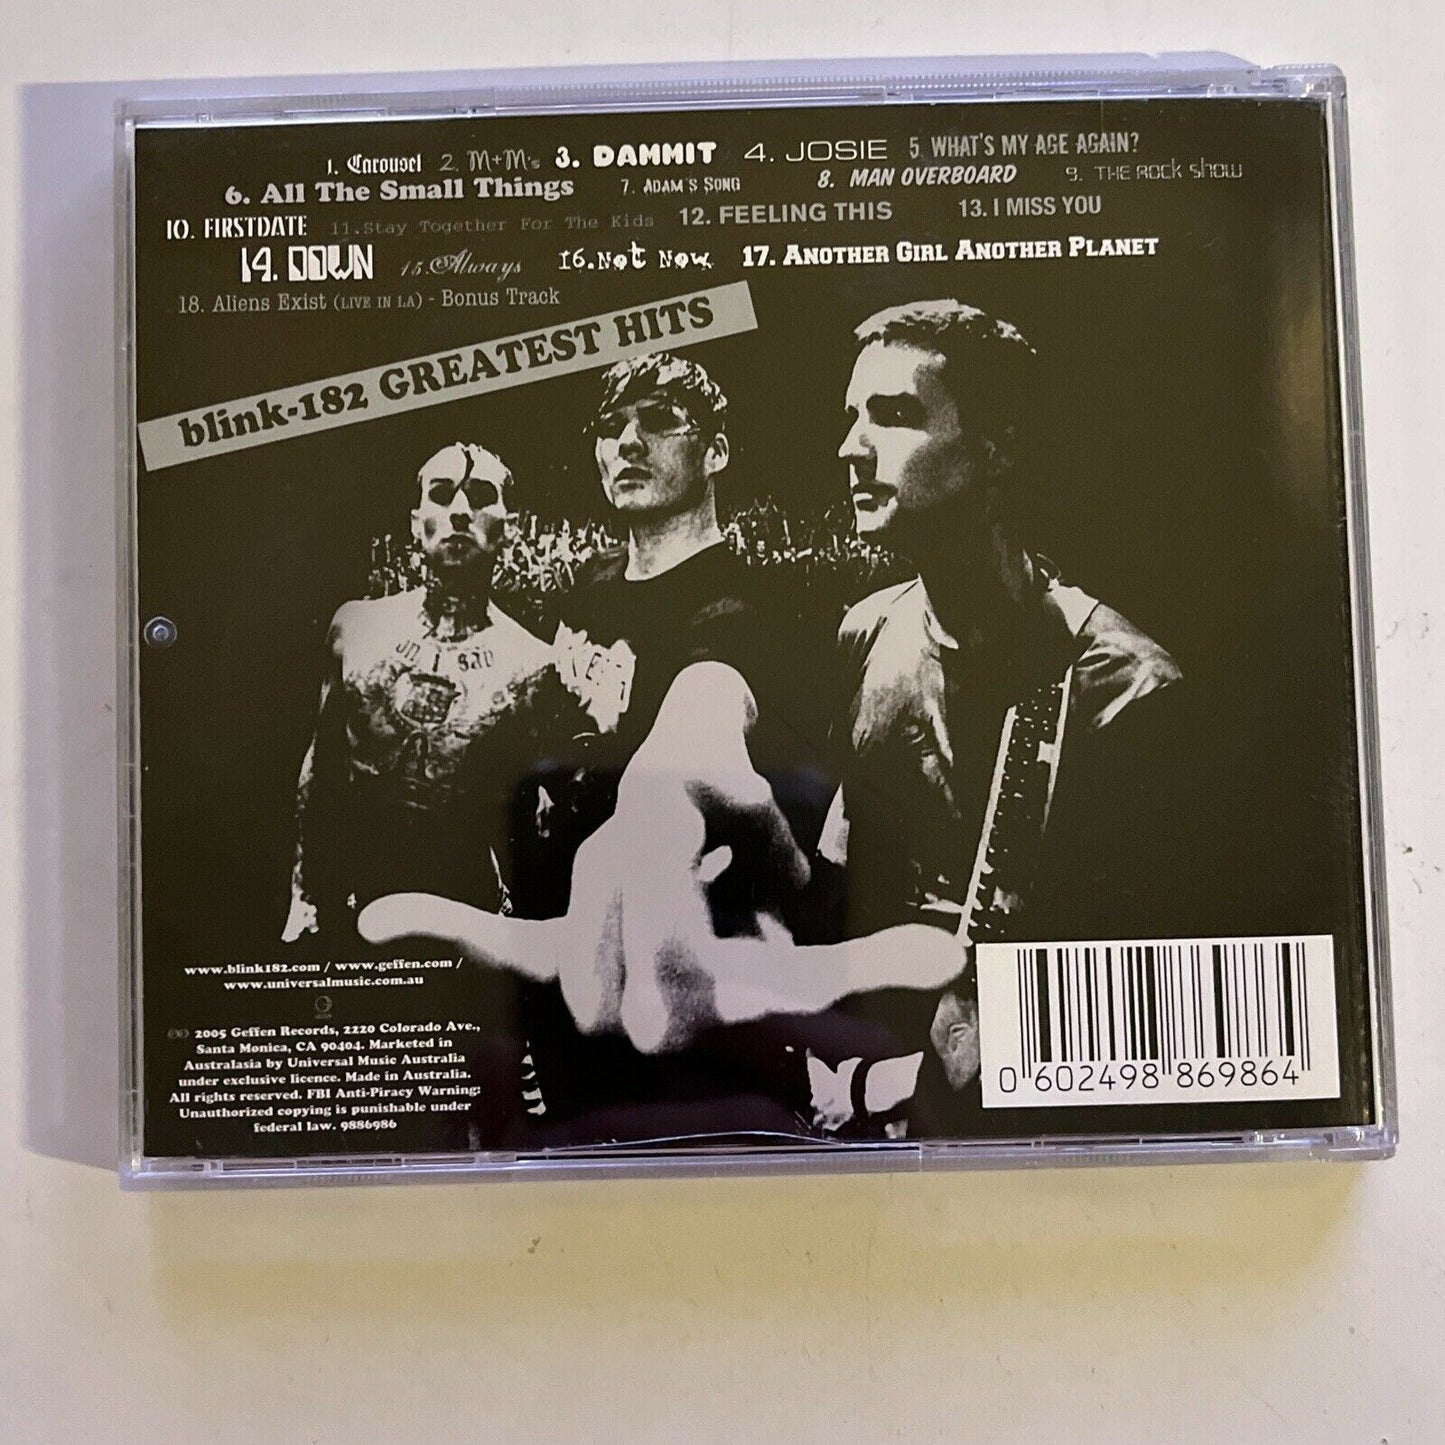 1. Carousel 2. M+M's 3. DAMMIT 4. JOSIE 5 WHAT'S MY AGE AGAIN?
6. All The Small Things 7. ADAM'S SONG 8. MAN OVERBOARD 9. THE ROCK SHOW
10. FIRSTDATE 11.Stay Together For The Kids 12. FEELING THIS 13. I MISS YOU
14. DOWN 15. Always 16. Not Now 17. ANOTHER GIRL ANOTHER PLANET
18. Aliens Exist (LIVE IN LA) - Bonus Track
blink-182 GREATEST HITS
www.blink182.com / www.geffen.com /
www.universalmusic.com.au
℗© 2005 Geffen Records, 2220 Colorado Ave.,
Santa Monica, CA 90404. Marketed in
Australasia by Universal Music Australia
under exclusive licence. Made in Australia.
All rights reserved. FBI Anti-Piracy Warning:
Unauthorized copying is punishable under
federal law. 9886986
0 602498 869864